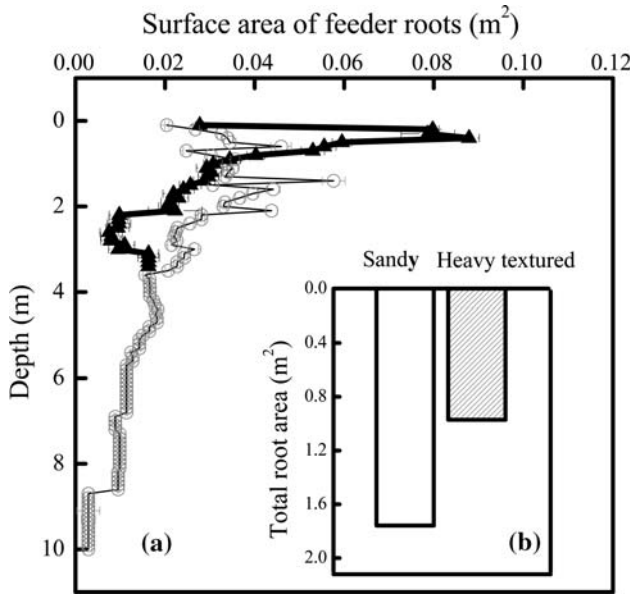 Surface area of feeder roots (m²)
0.00 0.02 0.04 0.06 0.08 0.10 0.12
Depth (m)
0
2
4
6
8
10
(a)
Sandy Heavy textured
Total root area (m²)
0.0
0.4
0.8
1.2
1.6
2.0
(b)